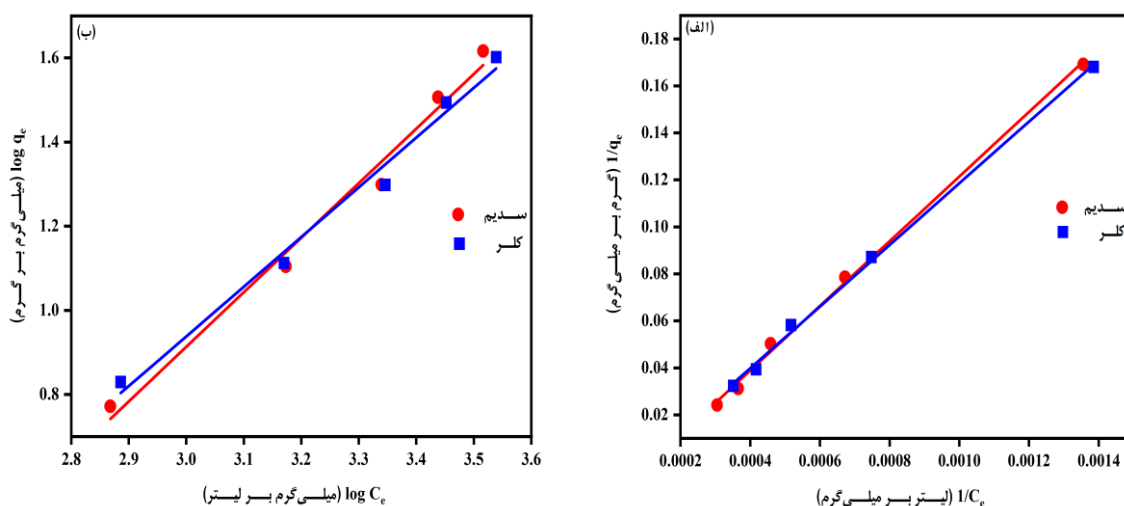 (ب)
log qe (میلی‌گرم بر گرم)
1.6
1.4
1.2
1.0
0.8
2.8 2.9 3.0 3.1 3.2 3.3 3.4 3.5 3.6
log Ce (میلی‌گرم بر لیتر)
سدیم
کلر
(الف)
1/qe (گرم بر میلی‌گرم)
0.18
0.16
0.14
0.12
0.10
0.08
0.06
0.04
0.02
0.0002 0.0004 0.0006 0.0008 0.0010 0.0012 0.0014
1/Ce (لیتر بر میلی‌گرم)
سدیم
کلر